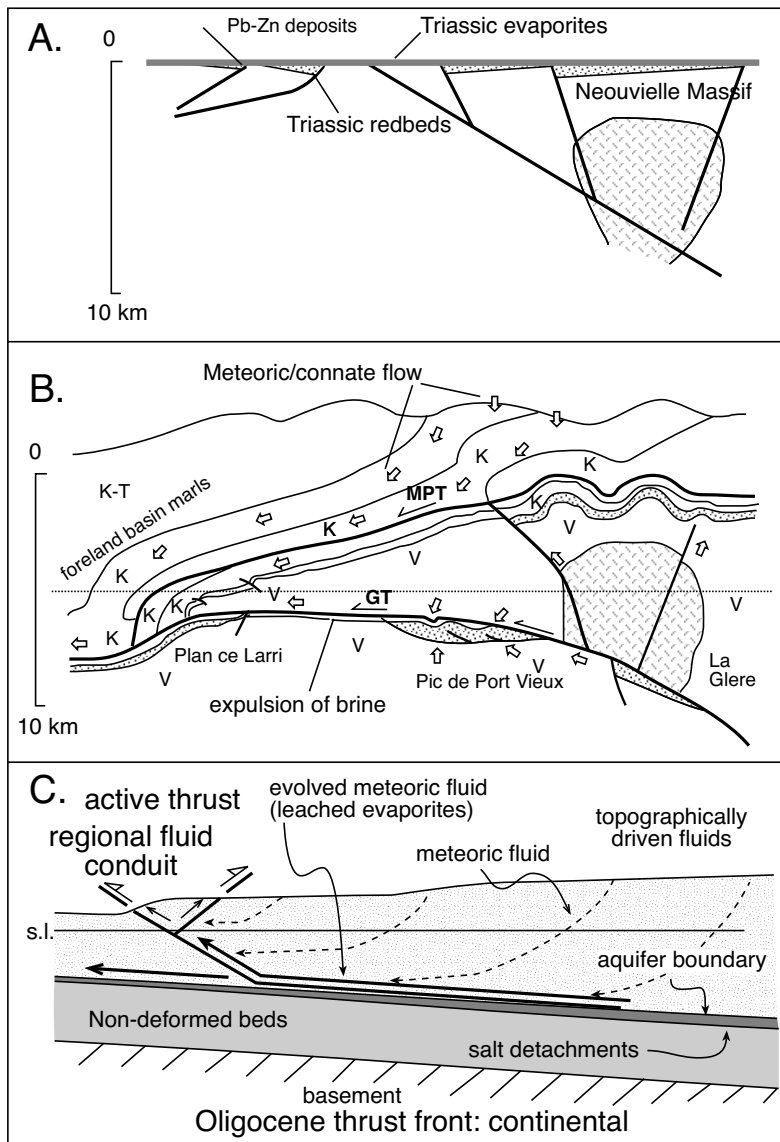 A.
0
Pb-Zn deposits
Triassic evaporites
Neouvielle Massif
Triassic redbeds
10 km
B.
Meteoric/connate flow
0
K-T
foreland basin marls
K
K
MPT
K
K
V
K
V
K
K
K
K
V
GT
V
V
V
Plan ce Larri
V
Pic de Port Vieux
V
La
Glere
expulsion of brine
10 km
C.
active thrust
regional fluid
conduit
evolved meteoric fluid
(leached evaporites)
meteoric fluid
topographically
driven fluids
s.l.
aquifer boundary
Non-deformed beds
salt detachments
basement
Oligocene thrust front: continental